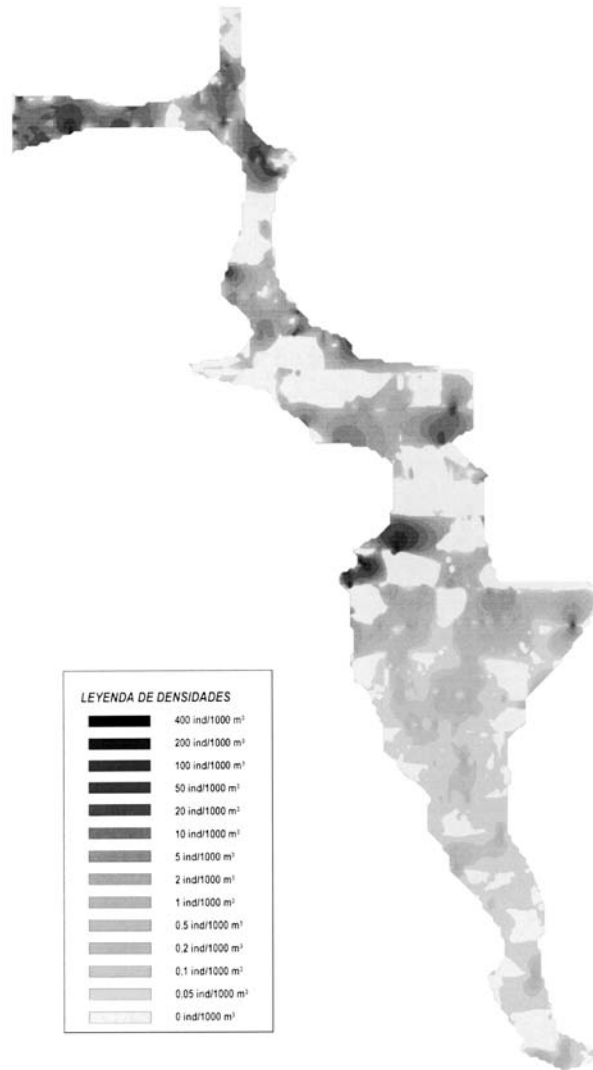 LEYENDA DE DENSIDADES
400 ind/1000 m³
200 ind/1000 m³
100 ind/1000 m³
50 ind/1000 m³
20 ind/1000 m³
10 ind/1000 m³
5 ind/1000 m³
2 ind/1000 m³
1 ind/1000 m³
0.5 ind/1000 m³
0,2 ind/1000 m³
0,1 ind/1000 m³
0,05 ind/1000 m³
0 ind/1000 m³